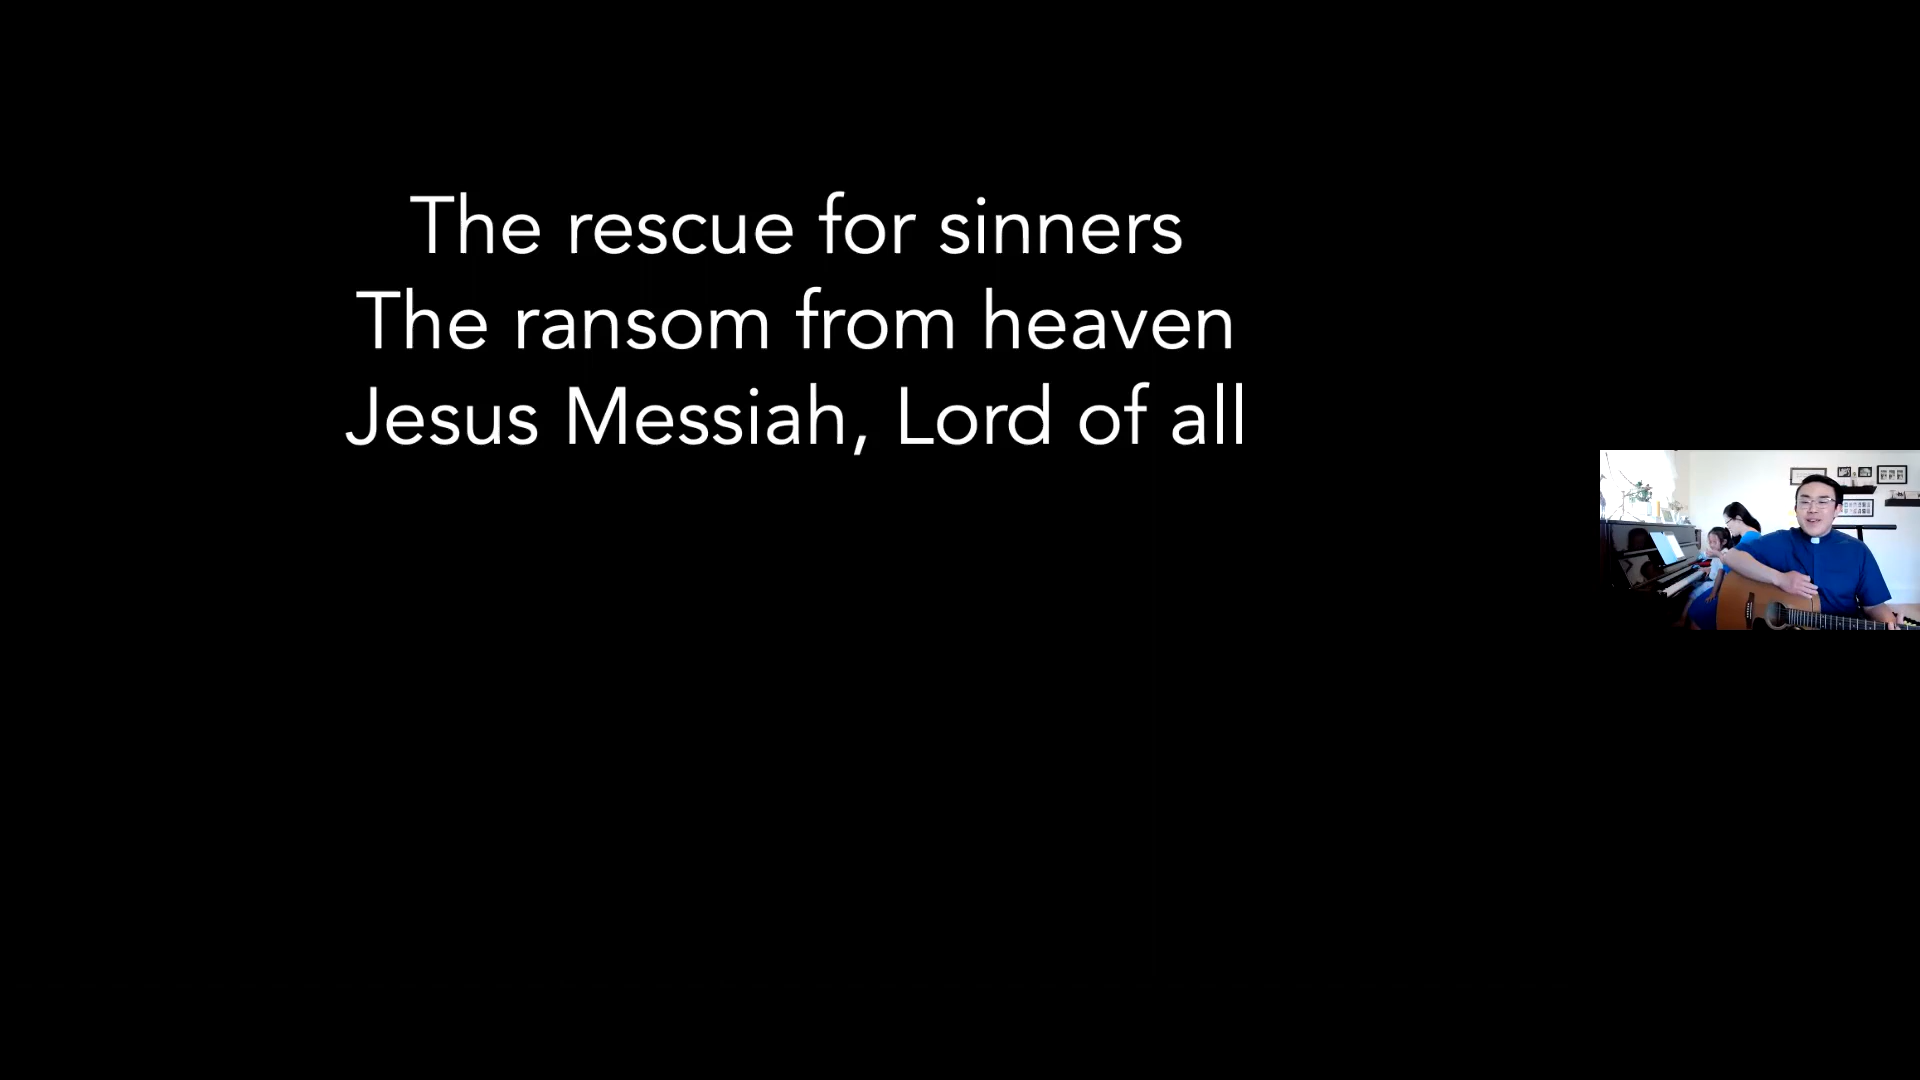 The rescue for sinners
The ransom from heaven
Jesus Messiah, Lord of all